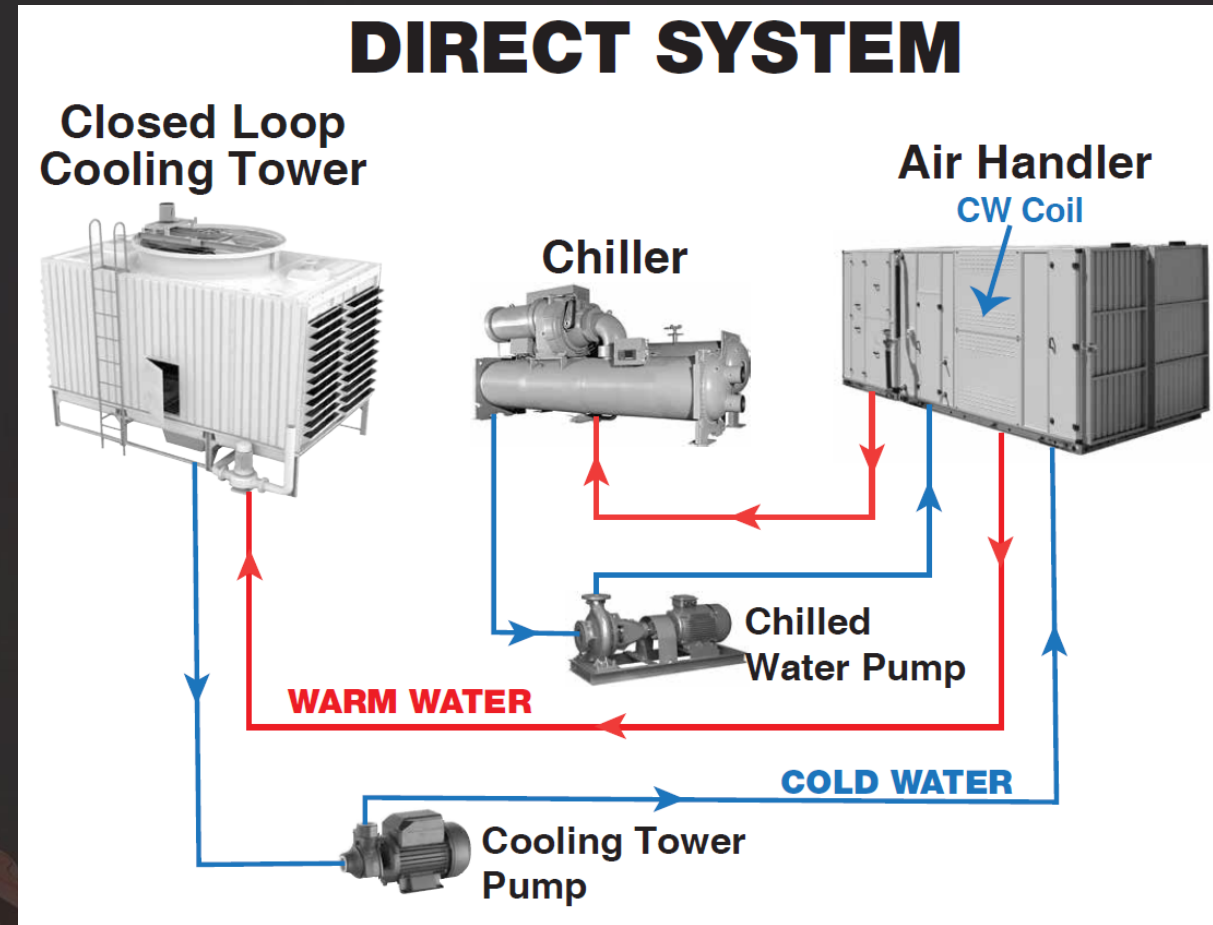 DIRECT SYSTEM
Closed Loop
Cooling Tower
Chiller
Air Handler
CW Coil
Chilled
Water Pump
WARM WATER
COLD WATER
Cooling Tower
Pump